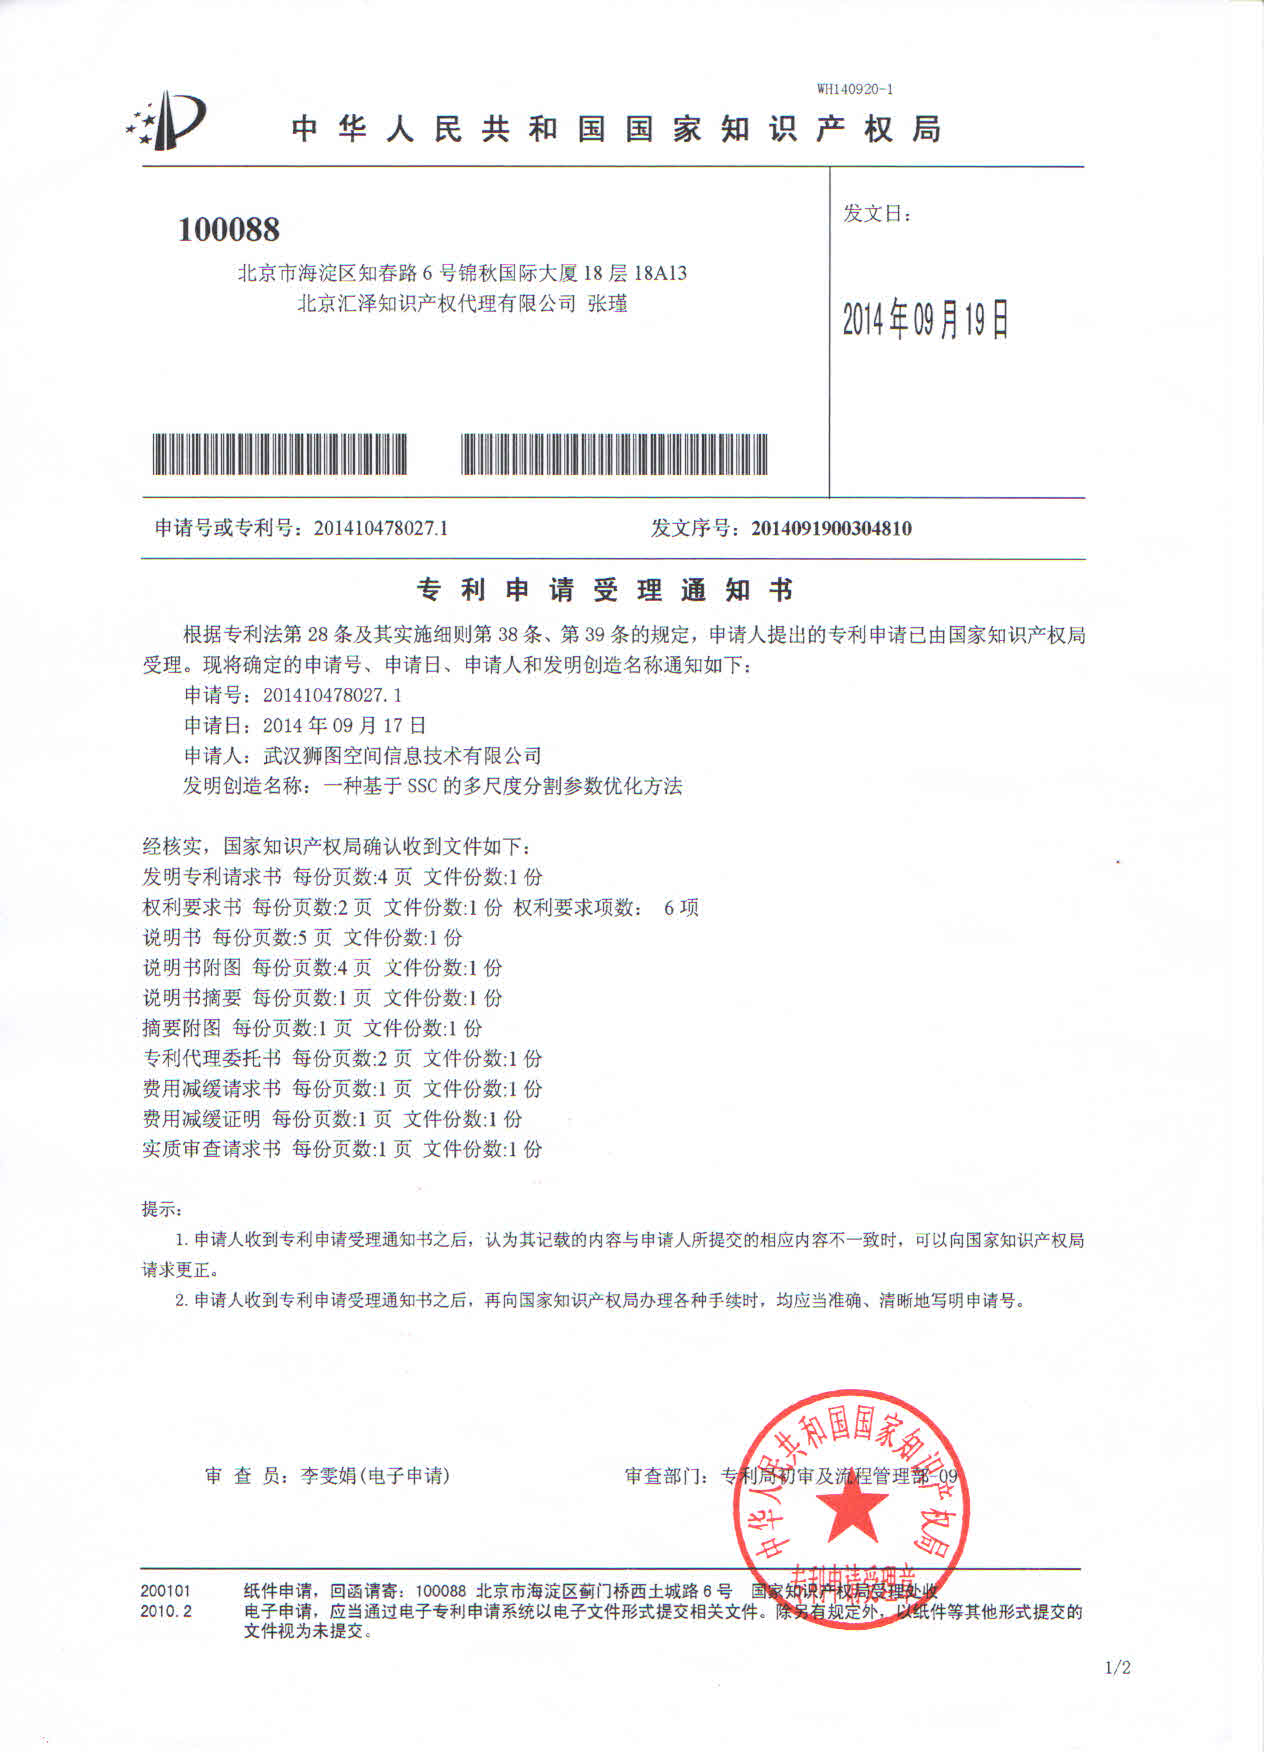 WH140920-1
中华人民共和国国家知识产权局
100088
北京市海淀区知春路 6 号锦秋国际大厦 18 层 18A13
北京汇泽知识产权代理有限公司 张瑾
发文日:
2014 年 09 月 19 日
申请号或专利号: 201410478027.1
发文序号: 2014091900304810
专利申请受理通知书
根据专利法第 28 条及其实施细则第 38 条、第 39 条的规定, 申请人提出的专利申请已由国家知识产权局
受理。现将确定的申请号、申请日、申请人和发明创造名称通知如下:
申请号: 201410478027.1
申请日: 2014 年 09 月 17 日
申请人: 武汉狮图空间信息技术有限公司
发明创造名称: 一种基于 SSC 的多尺度分割参数优化方法
经核实, 国家知识产权局确认收到文件如下:
发明专利请求书 每份页数:4 页 文件份数:1 份
权利要求书 每份页数:2 页 文件份数:1 份 权利要求项数: 6 项
说明书 每份页数:5 页 文件份数:1 份
说明书附图 每份页数:4 页 文件份数:1 份
说明书摘要 每份页数:1 页 文件份数:1 份
摘要附图 每份页数:1 页 文件份数:1 份
专利代理委托书 每份页数:2 页 文件份数:1 份
费用减缓请求书 每份页数:1 页 文件份数:1 份
费用减缓证明 每份页数:1 页 文件份数:1 份
实质审查请求书 每份页数:1 页 文件份数:1 份
提示:
1. 申请人收到专利申请受理通知书之后, 认为其记载的内容与申请人所提交的相应内容不一致时, 可以向国家知识产权局
请求更正。
2. 申请人收到专利申请受理通知书之后, 再向国家知识产权局办理各种手续时, 均应当准确、清晰地写明申请号。
审 查 员: 李雯娟(电子申请)
审查部门: 专利局初审及流程管理部 09
中华人民共和国国家知识产权局
专利申请受理章
200101
2010.2
纸件申请, 回函请寄: 100088 北京市海淀区蓟门桥西土城路 6 号 国家知识产权局受理处收
电子申请, 应当通过电子专利申请系统以电子文件形式提交相关文件。除另有规定外, 以纸件等其他形式提交的
文件视为未提交。
1/2